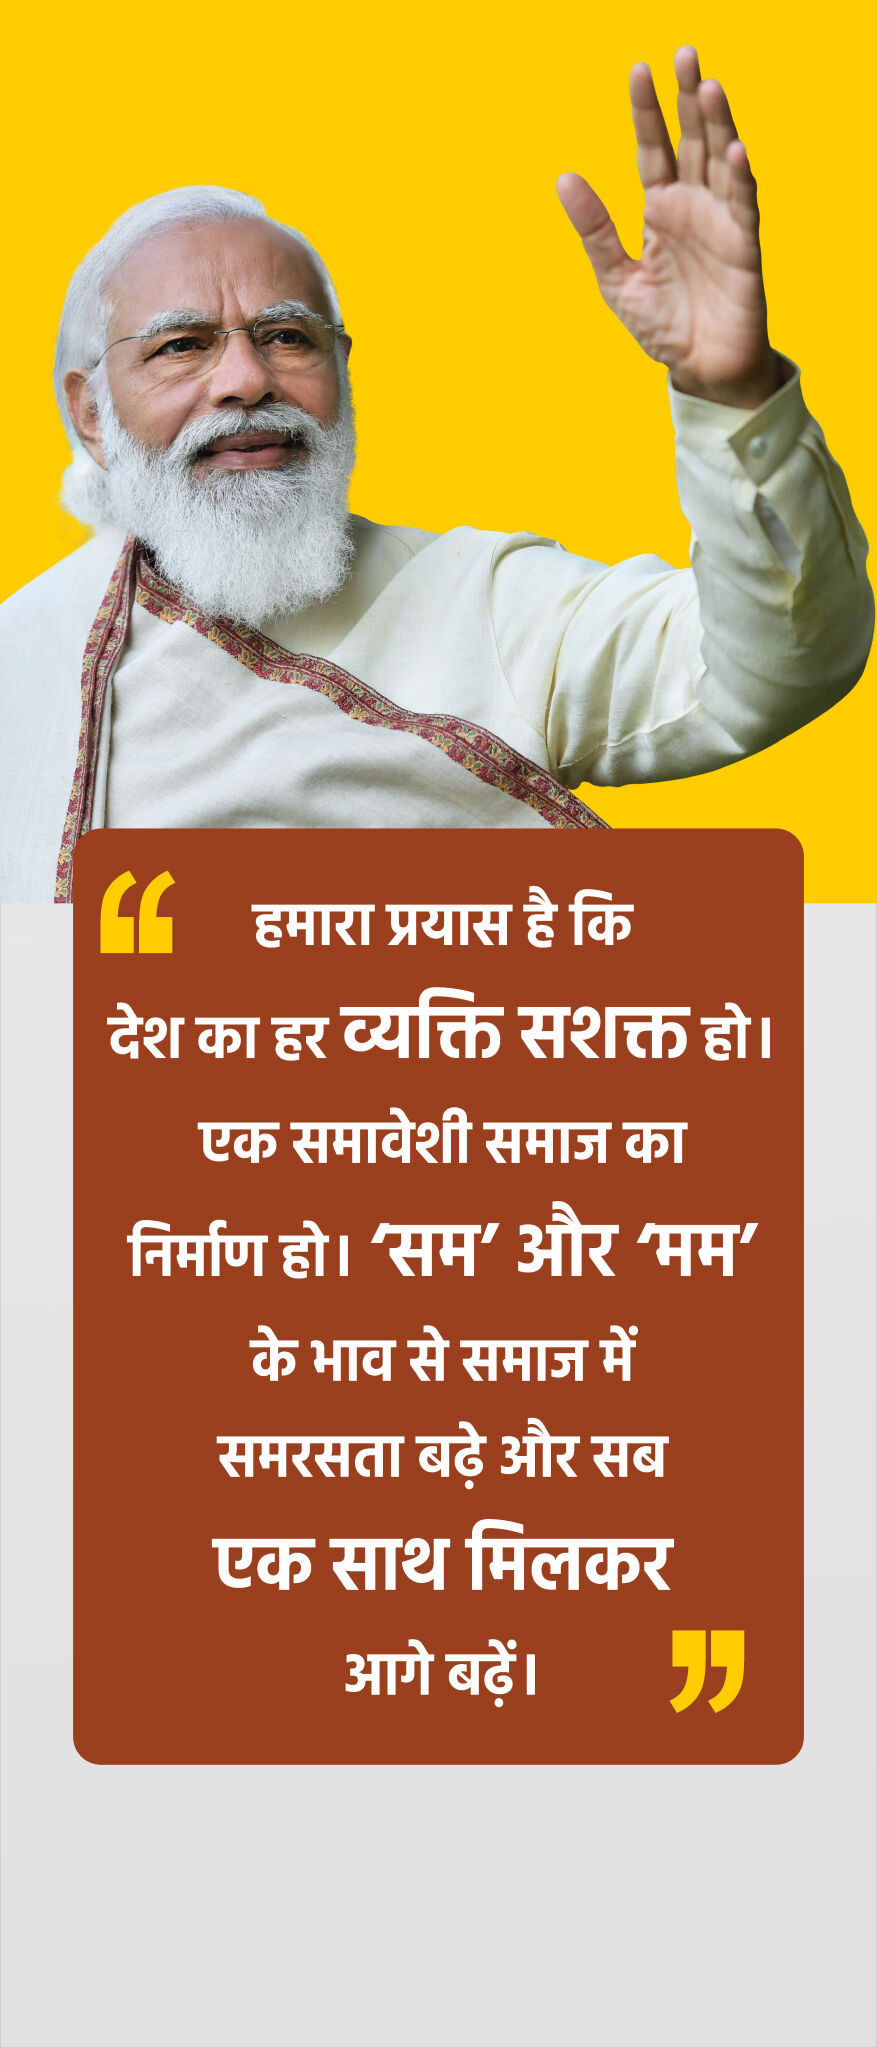 “ हमारा प्रयास है कि
देश का हर व्यक्ति सशक्त हो।
एक समावेशी समाज का
निर्माण हो। ‘सम’ और ‘मम’
के भाव से समाज में
समरसता बढ़े और सब
एक साथ मिलकर
आगे बढ़ें। ”